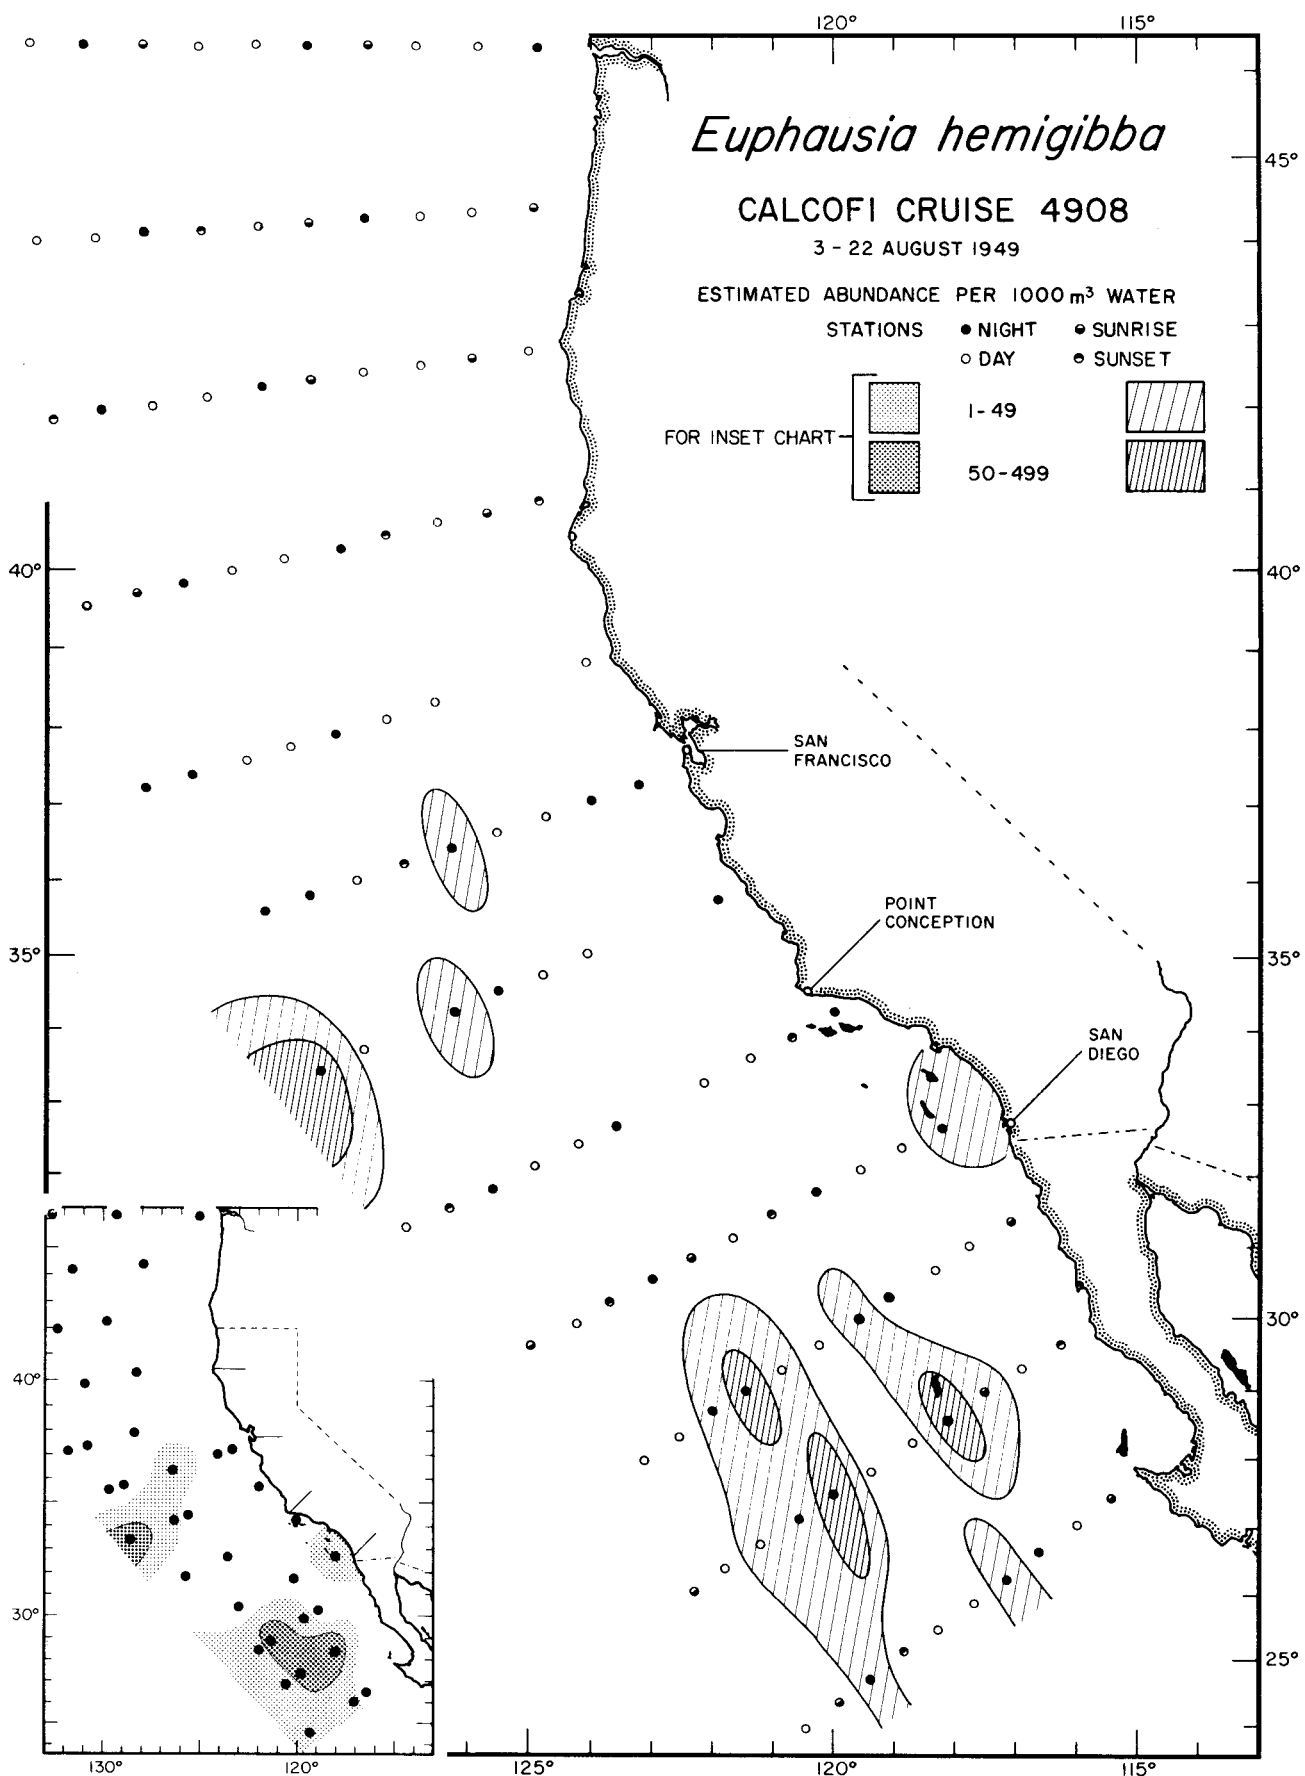 120° 115°
Euphausia hemigibba
45°
CALCOFI CRUISE 4908
3 - 22 AUGUST 1949
ESTIMATED ABUNDANCE PER 1000 m³ WATER
STATIONS NIGHT SUNRISE
DAY SUNSET
1 - 49
FOR INSET CHART
50 - 499
40° 40°
SAN
FRANCISCO
POINT
CONCEPTION
35° 35°
SAN
DIEGO
30°
40°
30°
25°
130° 120° 125° 120° 115°